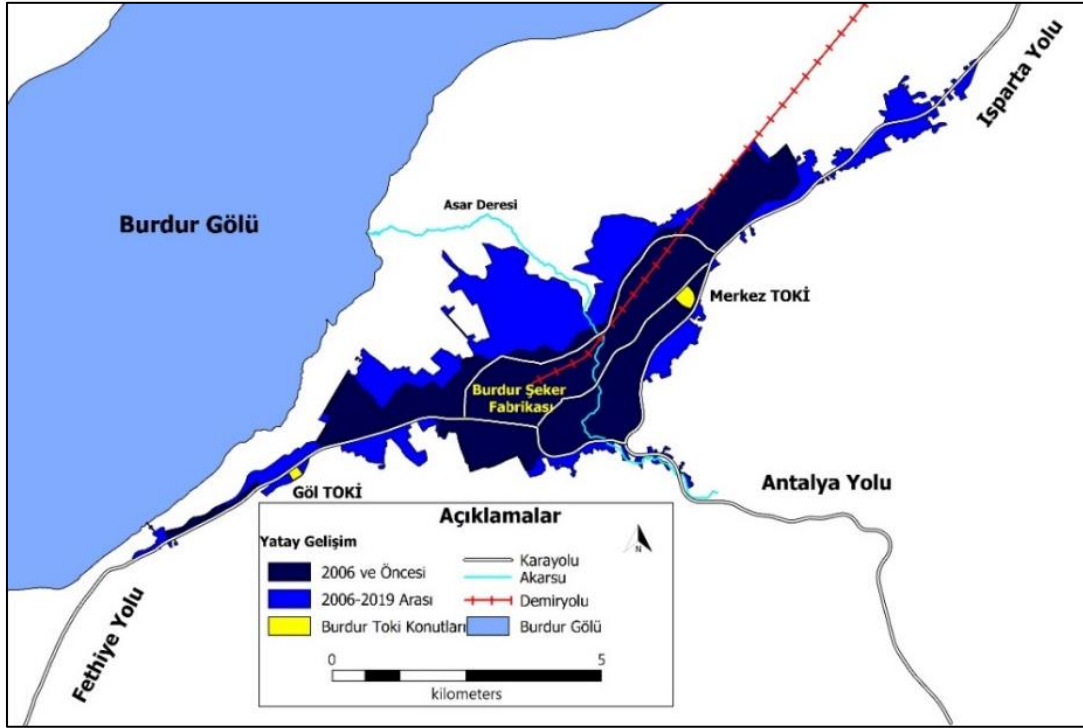 Isparta Yolu
Burdur Gölü
Asar Deresi
Merkez TOKİ
Burdur Şeker
Fabrikası
Göl TOKİ
Antalya Yolu
Fethiye Yolu
Açıklamalar
Yatay Gelişim
2006 ve Öncesi
2006-2019 Arası
Burdur Toki Konutları
Karayolu
Akarsu
Demiryolu
Burdur Gölü
N
0 5
kilometers